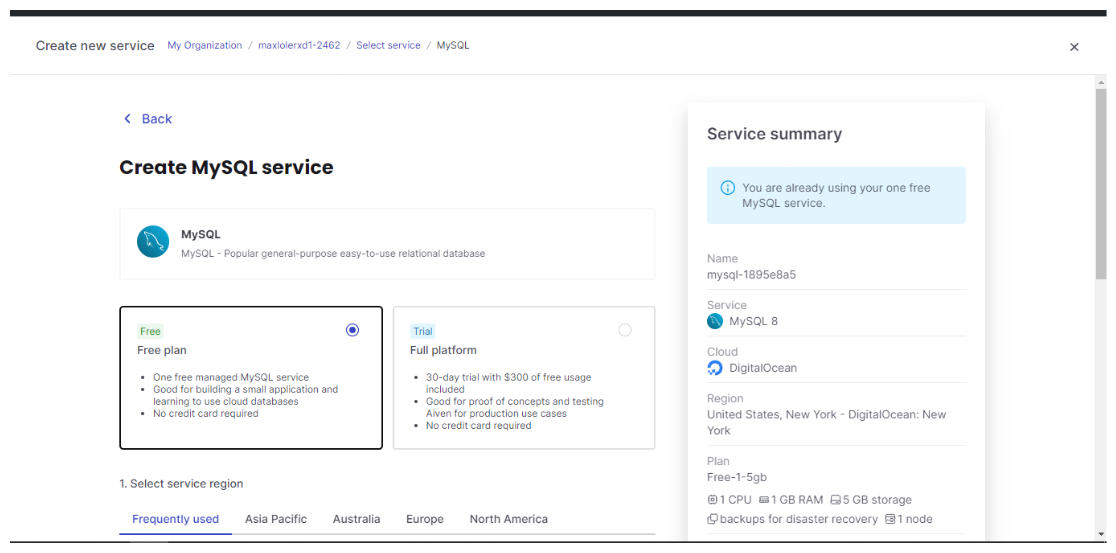 Create new service My Organization / maxlolerxd1-2462 / Select service / MySQL
Back
Create MySQL service
MySQL
MySQL - Popular general-purpose easy-to-use relational database
Free
Free plan
• One free managed MySQL service
• Good for building a small application and
learning to use cloud databases
• No credit card required
Trial
Full platform
• 30-day trial with $300 of free usage
included
• Good for proof of concepts and testing
Aiven for production use cases
• No credit card required
1. Select service region
Frequently used Asia Pacific Australia Europe North America
Service summary
You are already using your one free
MySQL service.
Name
mysql-1895e8a5
Service
MySQL 8
Cloud
DigitalOcean
Region
United States, New York - DigitalOcean: New
York
Plan
Free-1-5gb
1 CPU 1 GB RAM 5 GB storage
backups for disaster recovery 1 node